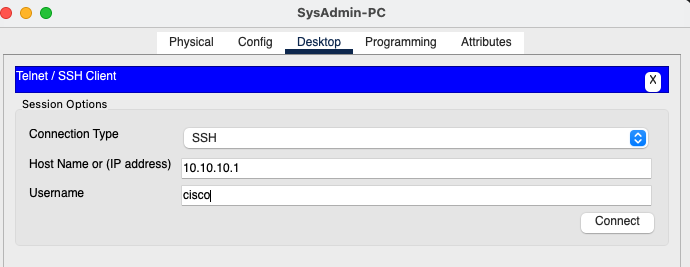 SysAdmin-PC
Physical Config Desktop Programming Attributes
Telnet / SSH Client
X
Session Options
Connection Type SSH
Host Name or (IP address) 10.10.10.1
Username cisco
Connect